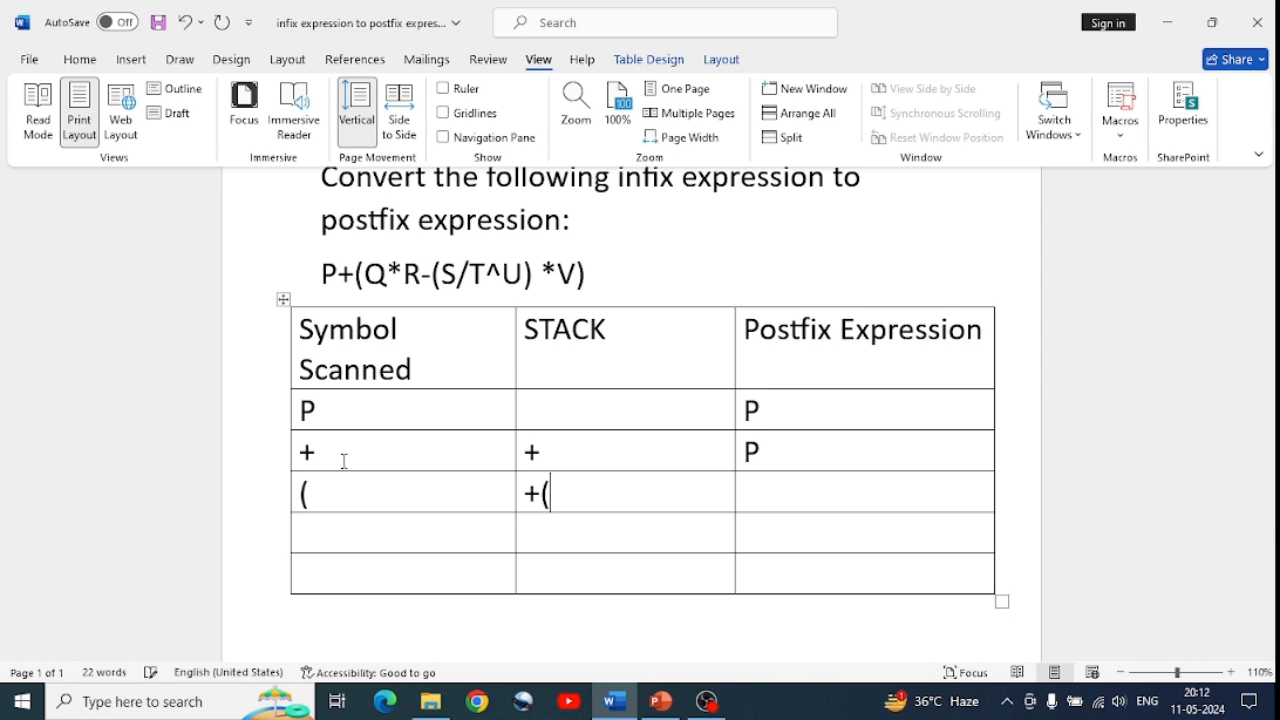 AutoSave Off infix expression to postfix expres... Search Sign in
File Home Insert Draw Design Layout References Mailings Review View Help Table Design Layout Share
Read Mode
Print Layout
Web Layout
Outline
Draft
Views
Focus
Immersive Reader
Immersive
Vertical
Side to Side
Page Movement
Ruler
Gridlines
Navigation Pane
Show
Zoom
100
100%
One Page
Multiple Pages
Page Width
Zoom
New Window
Arrange All
Split
View Side by Side
Synchronous Scrolling
Reset Window Position
Switch Windows
Window
Macros
Macros
Properties
SharePoint
Convert the following infix expression to
postfix expression:
P+(Q*R-(S/T^U) *V)
Symbol Scanned STACK Postfix Expression
P P
+ + P
( +(
Page 1 of 1 22 words English (United States) Accessibility: Good to go Focus 110%
Type here to search 36°C Haze ENG 20:12
11-05-2024